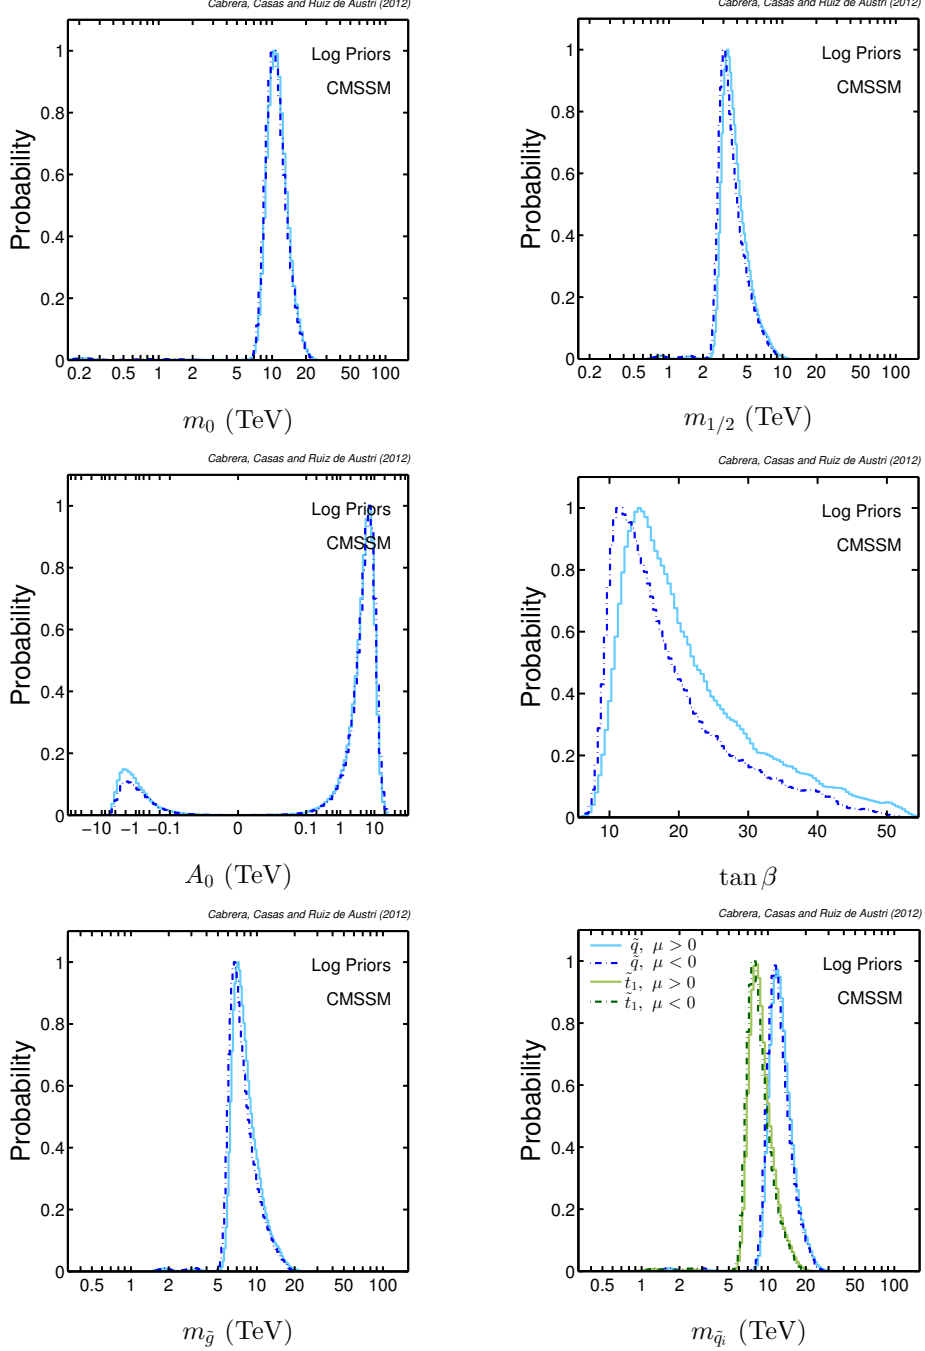 Cabrera, Casas and Ruiz de Austri (2012)
Log Priors
CMSSM
Probability
1
0.8
0.6
0.4
0.2
0
0.2 0.5 1 2 5 10 20 50 100
m₀ (TeV)
Cabrera, Casas and Ruiz de Austri (2012)
Log Priors
CMSSM
Probability
1
0.8
0.6
0.4
0.2
0
0.2 0.5 1 2 5 10 20 50 100
m₁/₂ (TeV)
Cabrera, Casas and Ruiz de Austri (2012)
Log Priors
CMSSM
Probability
1
0.8
0.6
0.4
0.2
0
−10 −1 −0.1 0 0.1 1 10
A₀ (TeV)
Cabrera, Casas and Ruiz de Austri (2012)
Log Priors
CMSSM
Probability
1
0.8
0.6
0.4
0.2
0
10 20 30 40 50
tan β
Cabrera, Casas and Ruiz de Austri (2012)
Log Priors
CMSSM
Probability
1
0.8
0.6
0.4
0.2
0
0.5 1 2 5 10 20 50 100
m_g̃ (TeV)
Cabrera, Casas and Ruiz de Austri (2012)
q̃, μ > 0
q̃, μ < 0
t̃₁, μ > 0
t̃₁, μ < 0
Log Priors
CMSSM
Probability
1
0.8
0.6
0.4
0.2
0
0.5 1 2 5 10 20 50 100
m_q̃ᵢ (TeV)